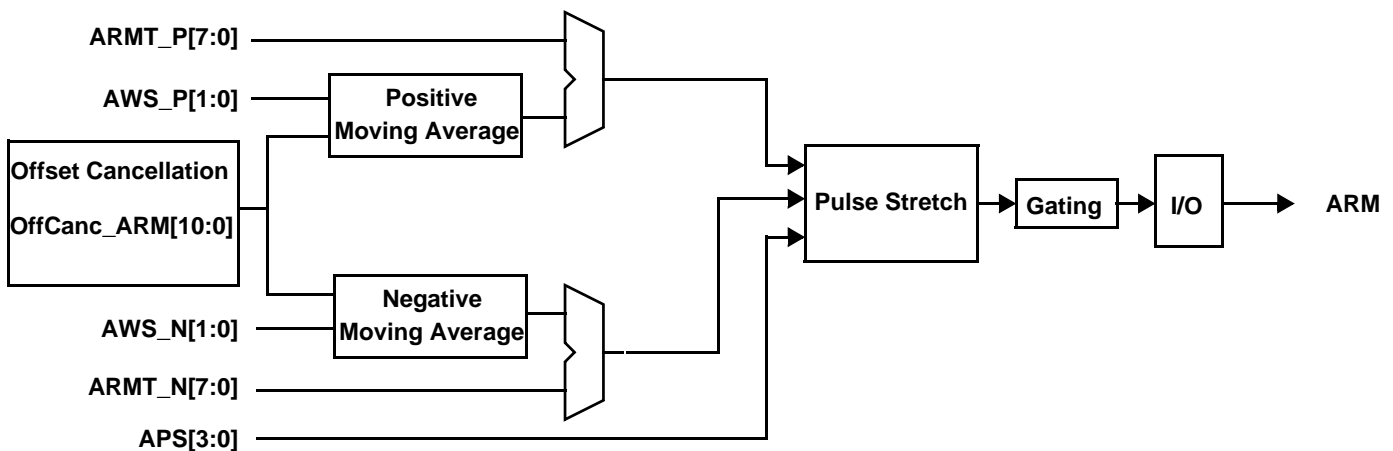 ARMT_P[7:0]
AWS_P[1:0]
Positive
Moving Average
Offset Cancellation
OffCanc_ARM[10:0]
Pulse Stretch
Gating
I/O
ARM
Negative
Moving Average
AWS_N[1:0]
ARMT_N[7:0]
APS[3:0]